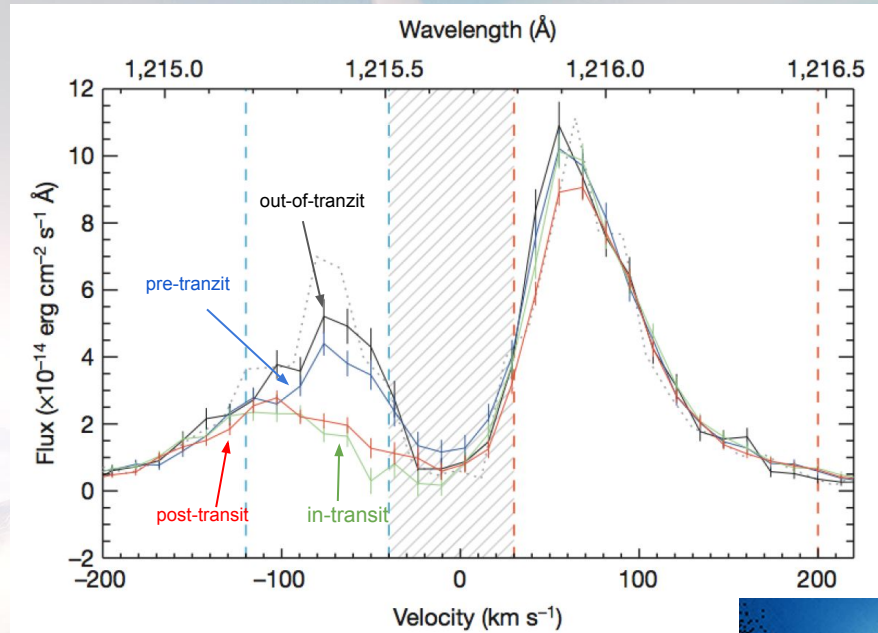 Wavelength (Å)
1,215.0 1,215.5 1,216.0 1,216.5
12
10
8
6
4
2
0
−2
Flux (×10⁻¹⁴ erg cm⁻² s⁻¹ Å)
out-of-tranzit
pre-tranzit
post-transit
in-transit
−200 −100 0 100 200
Velocity (km s⁻¹)